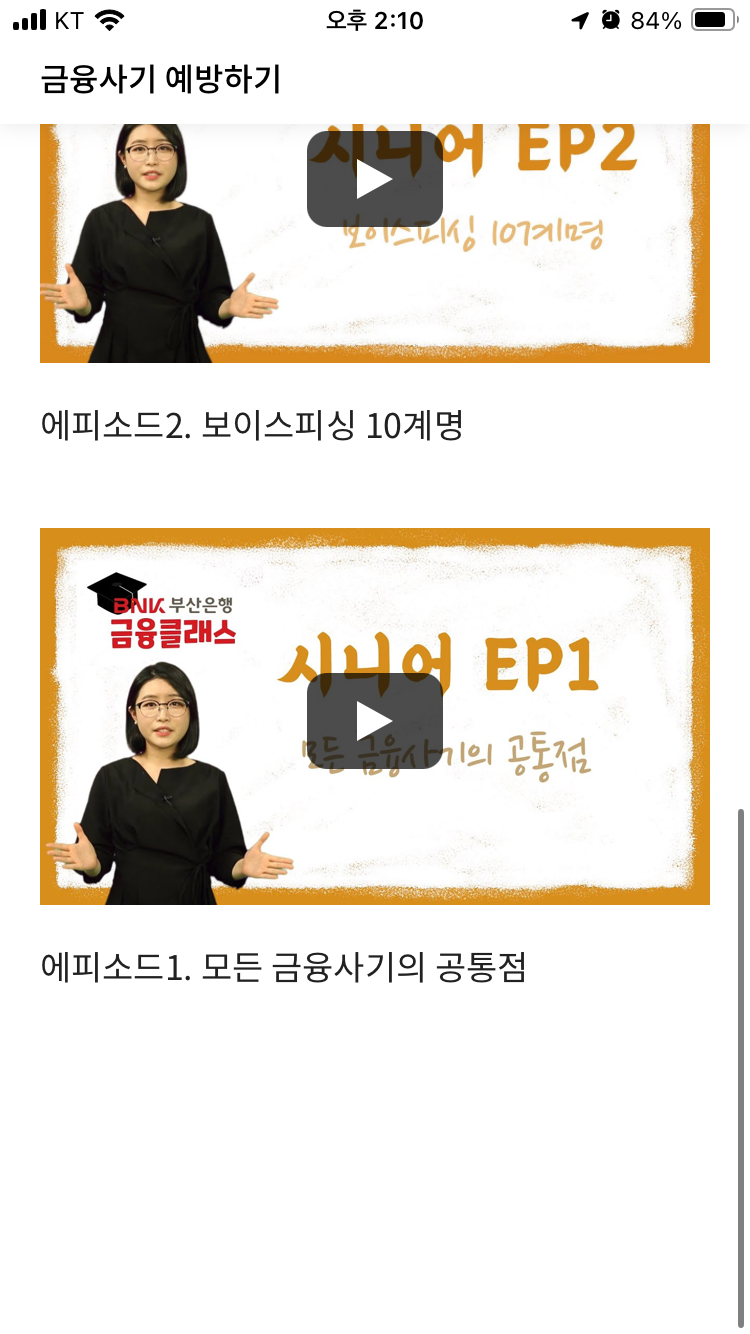 KT 오후 2:10 84%
금융사기 예방하기
시니어 EP2
보이스피싱 10계명
에피소드2. 보이스피싱 10계명
BNK 부산은행
금융클래스
시니어 EP1
모든 금융사기의 공통점
에피소드1. 모든 금융사기의 공통점